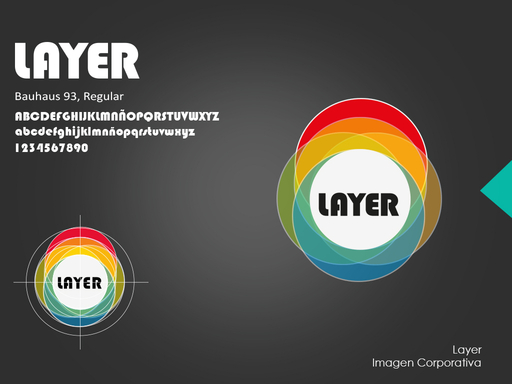 LAYER
Bauhaus 93, Regular
ABCDEFGHIJKLMNÑOPQRSTUVWXYZ
abcdefghijklmnñopqrstuvwxyz
1234567890
LAYER
LAYER
Layer
Imagen Corporativa